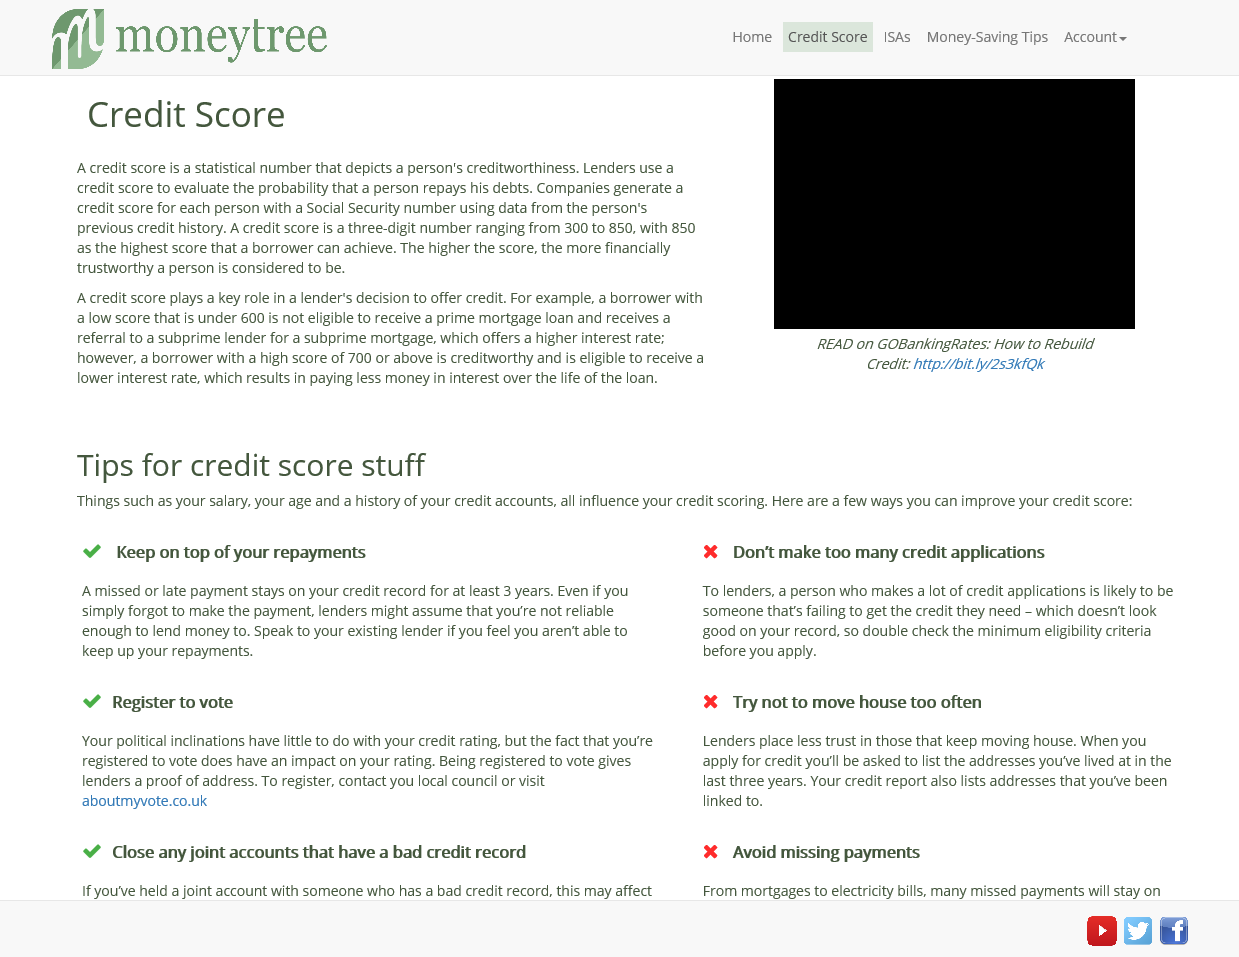 moneytree
Home Credit Score ISAs Money-Saving Tips Account
Credit Score
A credit score is a statistical number that depicts a person's creditworthiness. Lenders use a
credit score to evaluate the probability that a person repays his debts. Companies generate a
credit score for each person with a Social Security number using data from the person's
previous credit history. A credit score is a three-digit number ranging from 300 to 850, with 850
as the highest score that a borrower can achieve. The higher the score, the more financially
trustworthy a person is considered to be.
A credit score plays a key role in a lender's decision to offer credit. For example, a borrower with
a low score that is under 600 is not eligible to receive a prime mortgage loan and receives a
referral to a subprime lender for a subprime mortgage, which offers a higher interest rate;
however, a borrower with a high score of 700 or above is creditworthy and is eligible to receive a
lower interest rate, which results in paying less money in interest over the life of the loan.
READ on GOBankingRates: How to Rebuild
Credit: http://bit.ly/2s3kfQk
Tips for credit score stuff
Things such as your salary, your age and a history of your credit accounts, all influence your credit scoring. Here are a few ways you can improve your credit score:
Keep on top of your repayments
A missed or late payment stays on your credit record for at least 3 years. Even if you
simply forgot to make the payment, lenders might assume that you’re not reliable
enough to lend money to. Speak to your existing lender if you feel you aren’t able to
keep up your repayments.
Register to vote
Your political inclinations have little to do with your credit rating, but the fact that you’re
registered to vote does have an impact on your rating. Being registered to vote gives
lenders a proof of address. To register, contact you local council or visit
aboutmyvote.co.uk
Close any joint accounts that have a bad credit record
If you’ve held a joint account with someone who has a bad credit record, this may affect
Don’t make too many credit applications
To lenders, a person who makes a lot of credit applications is likely to be
someone that’s failing to get the credit they need – which doesn’t look
good on your record, so double check the minimum eligibility criteria
before you apply.
Try not to move house too often
Lenders place less trust in those that keep moving house. When you
apply for credit you’ll be asked to list the addresses you’ve lived at in the
last three years. Your credit report also lists addresses that you’ve been
linked to.
Avoid missing payments
From mortgages to electricity bills, many missed payments will stay on